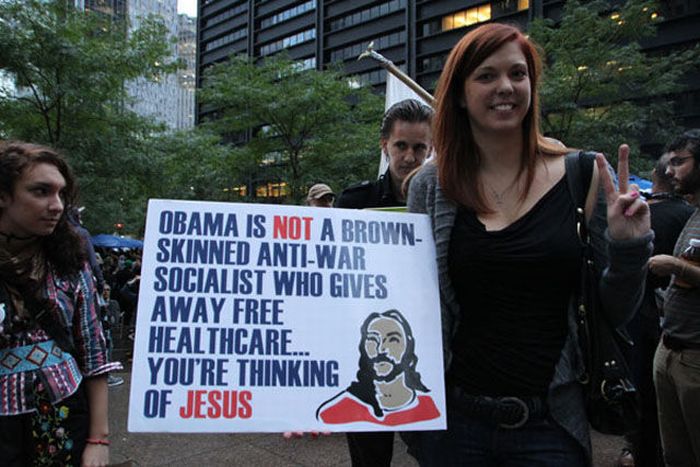 OBAMA IS NOT A BROWN-
SKINNED ANTI-WAR
SOCIALIST WHO GIVES
AWAY FREE
HEALTHCARE...
YOU'RE THINKING
OF JESUS